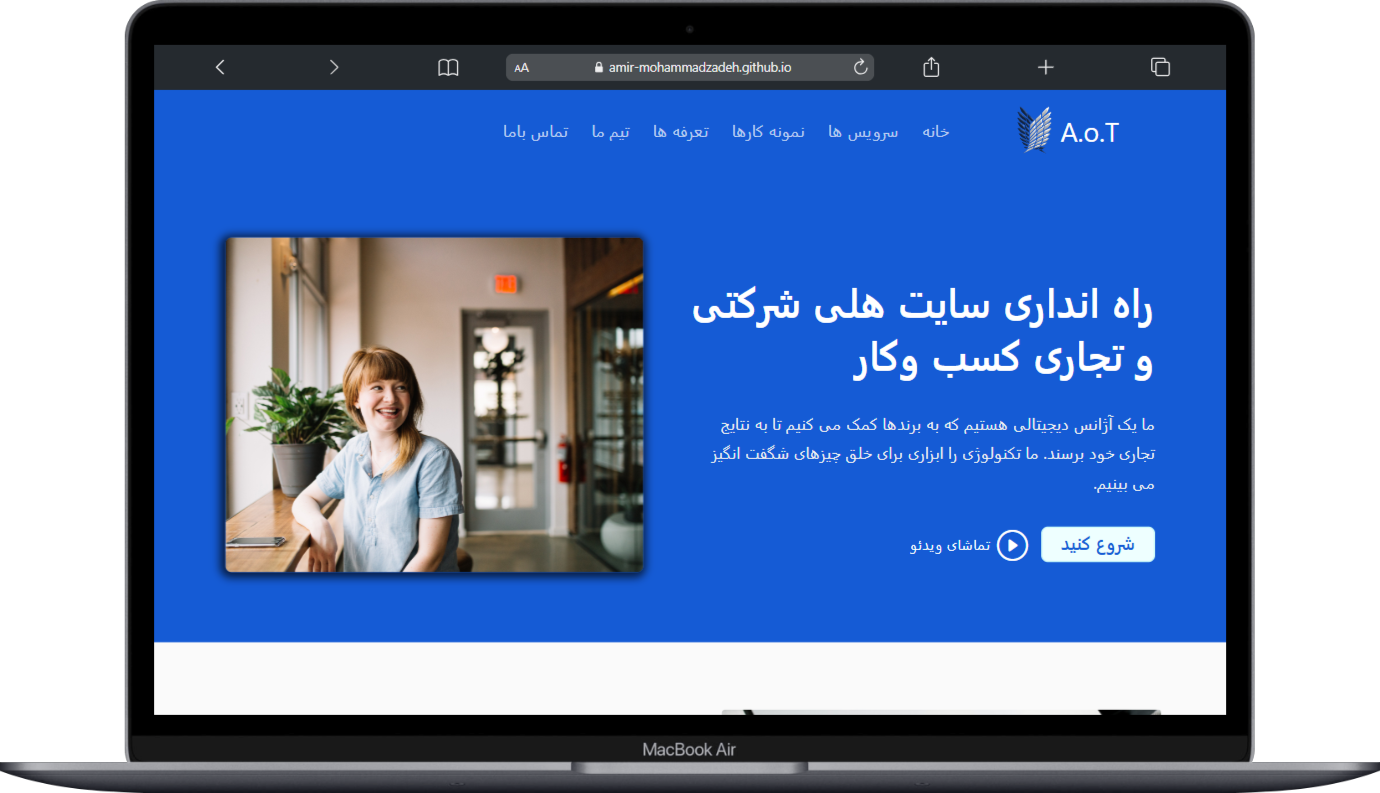 AA
amir-mohammadzadeh.github.io
A.o.T
خانه
سرویس ها
نمونه کارها
تعرفه ها
تیم ما
تماس باما
راه انداری سایت هلی شرکتی
و تجاری کسب وکار
ما یک آژانس دیجیتالی هستیم که به برندها کمک می کنیم تا به نتایج
تجاری خود برسند. ما تکنولوژی را ابزاری برای خلق چیزهای شگفت انگیز
می بینیم.
شروع کنید
تماشای ویدئو
MacBook Air